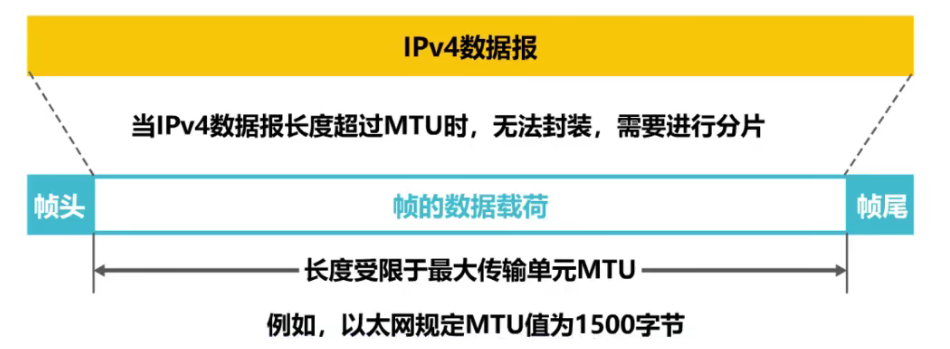 IPv4数据报
当IPv4数据报长度超过MTU时，无法封装，需要进行分片
帧头 帧的数据载荷 帧尾
长度受限于最大传输单元MTU
例如，以太网规定MTU值为1500字节